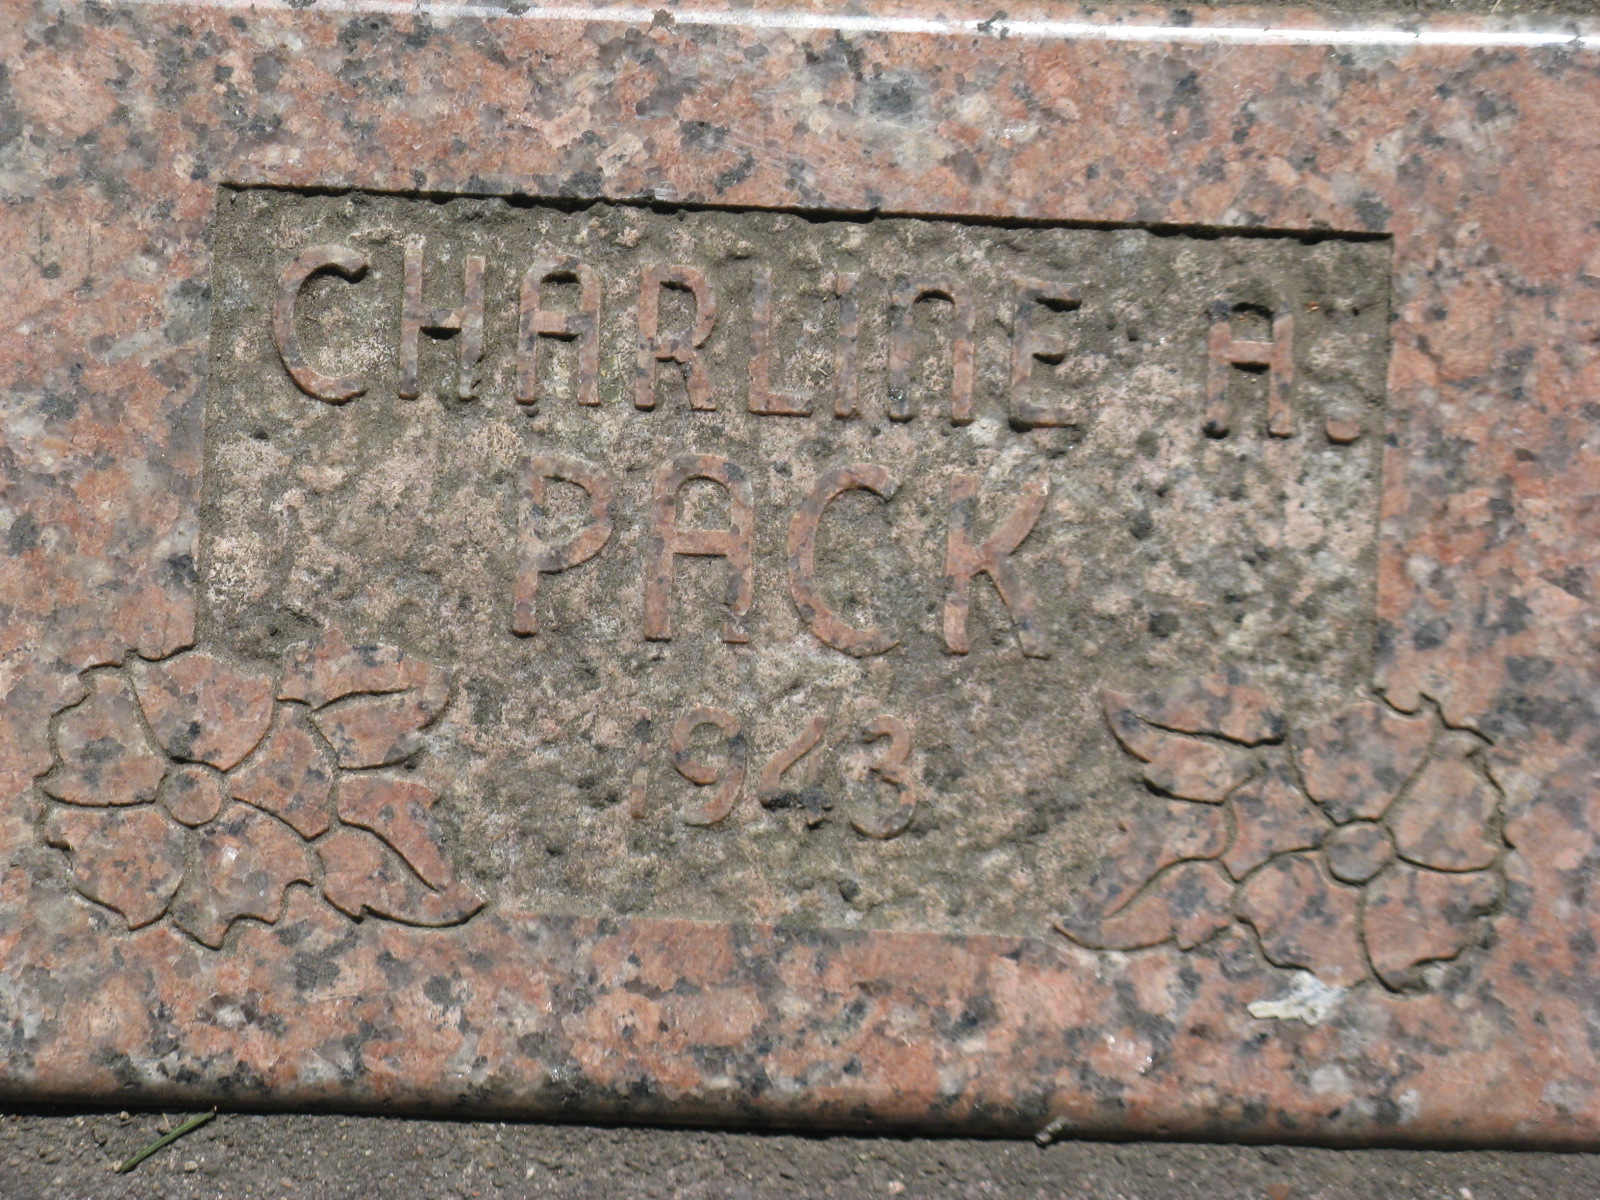 CHARLINE A.
PACK
1943